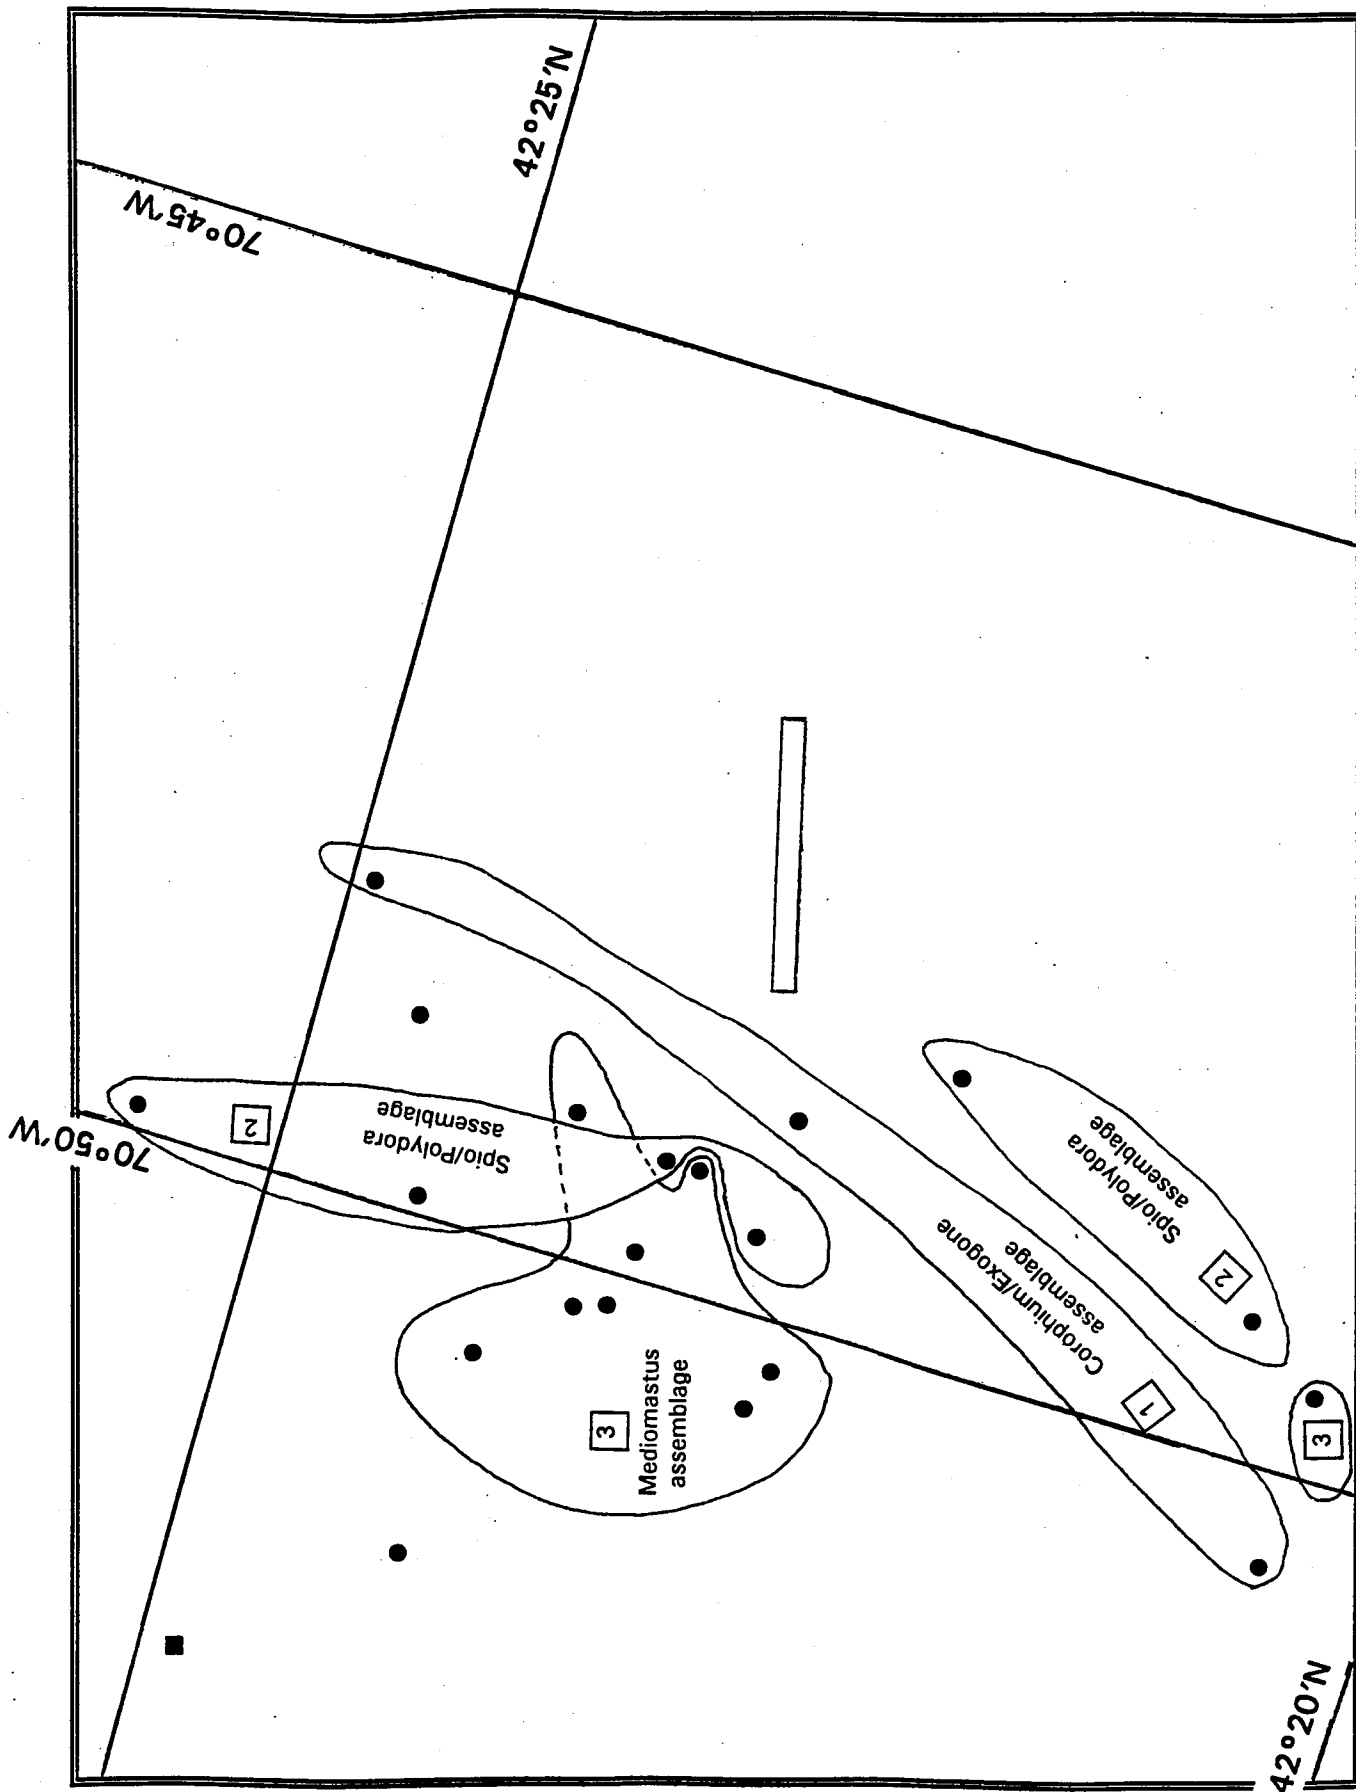 42°25'N
70°45'W
70°50'W
2
Spio/Polydora
assemblage
3
Mediomastus
assemblage
Corophium/Exogone
assemblage
1
Spio/Polydora
assemblage
2
3
42°20'N